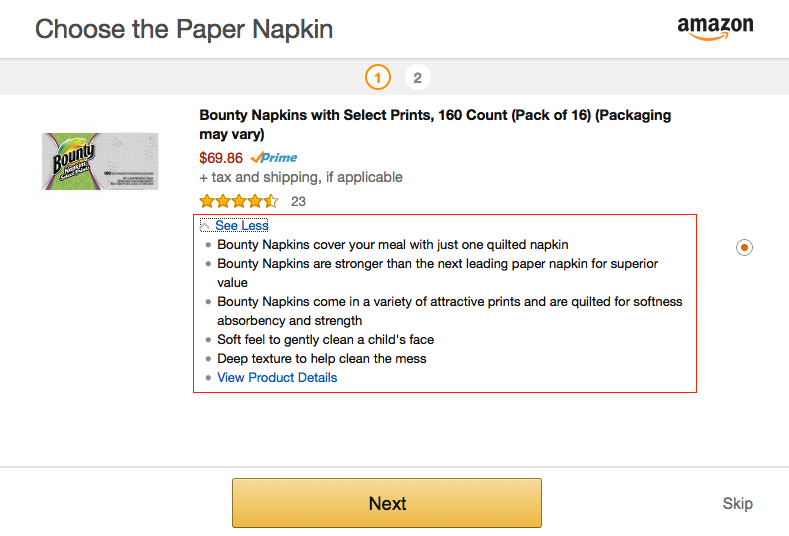 Choose the Paper Napkin
amazon
1 2
Bounty Napkins with Select Prints, 160 Count (Pack of 16) (Packaging
may vary)
$69.86 Prime
+ tax and shipping, if applicable
23
See Less
Bounty Napkins cover your meal with just one quilted napkin
Bounty Napkins are stronger than the next leading paper napkin for superior
value
Bounty Napkins come in a variety of attractive prints and are quilted for softness
absorbency and strength
Soft feel to gently clean a child's face
Deep texture to help clean the mess
View Product Details
Bounty
Napkins
Select Prints
Next
Skip